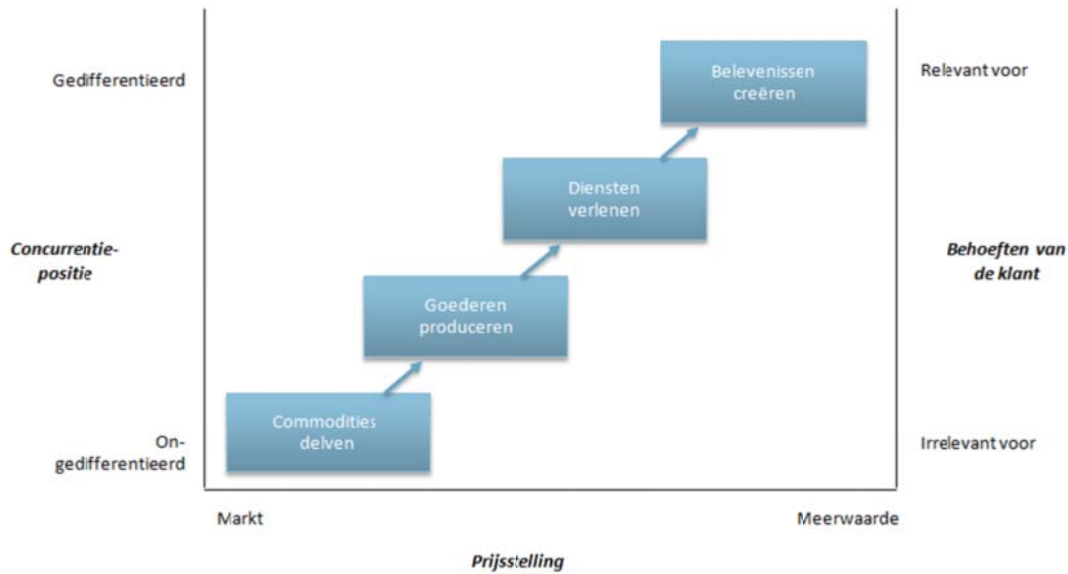 Gedifferentieerd
Belevenissen
creëren
Relevant voor
Diensten
verlenen
Concurrentie-
positie
Behoeften van
de klant
Goederen
produceren
Commodities
delven
On-
gedifferentieerd
Irrelevant voor
Markt
Meerwaarde
Prijsstelling